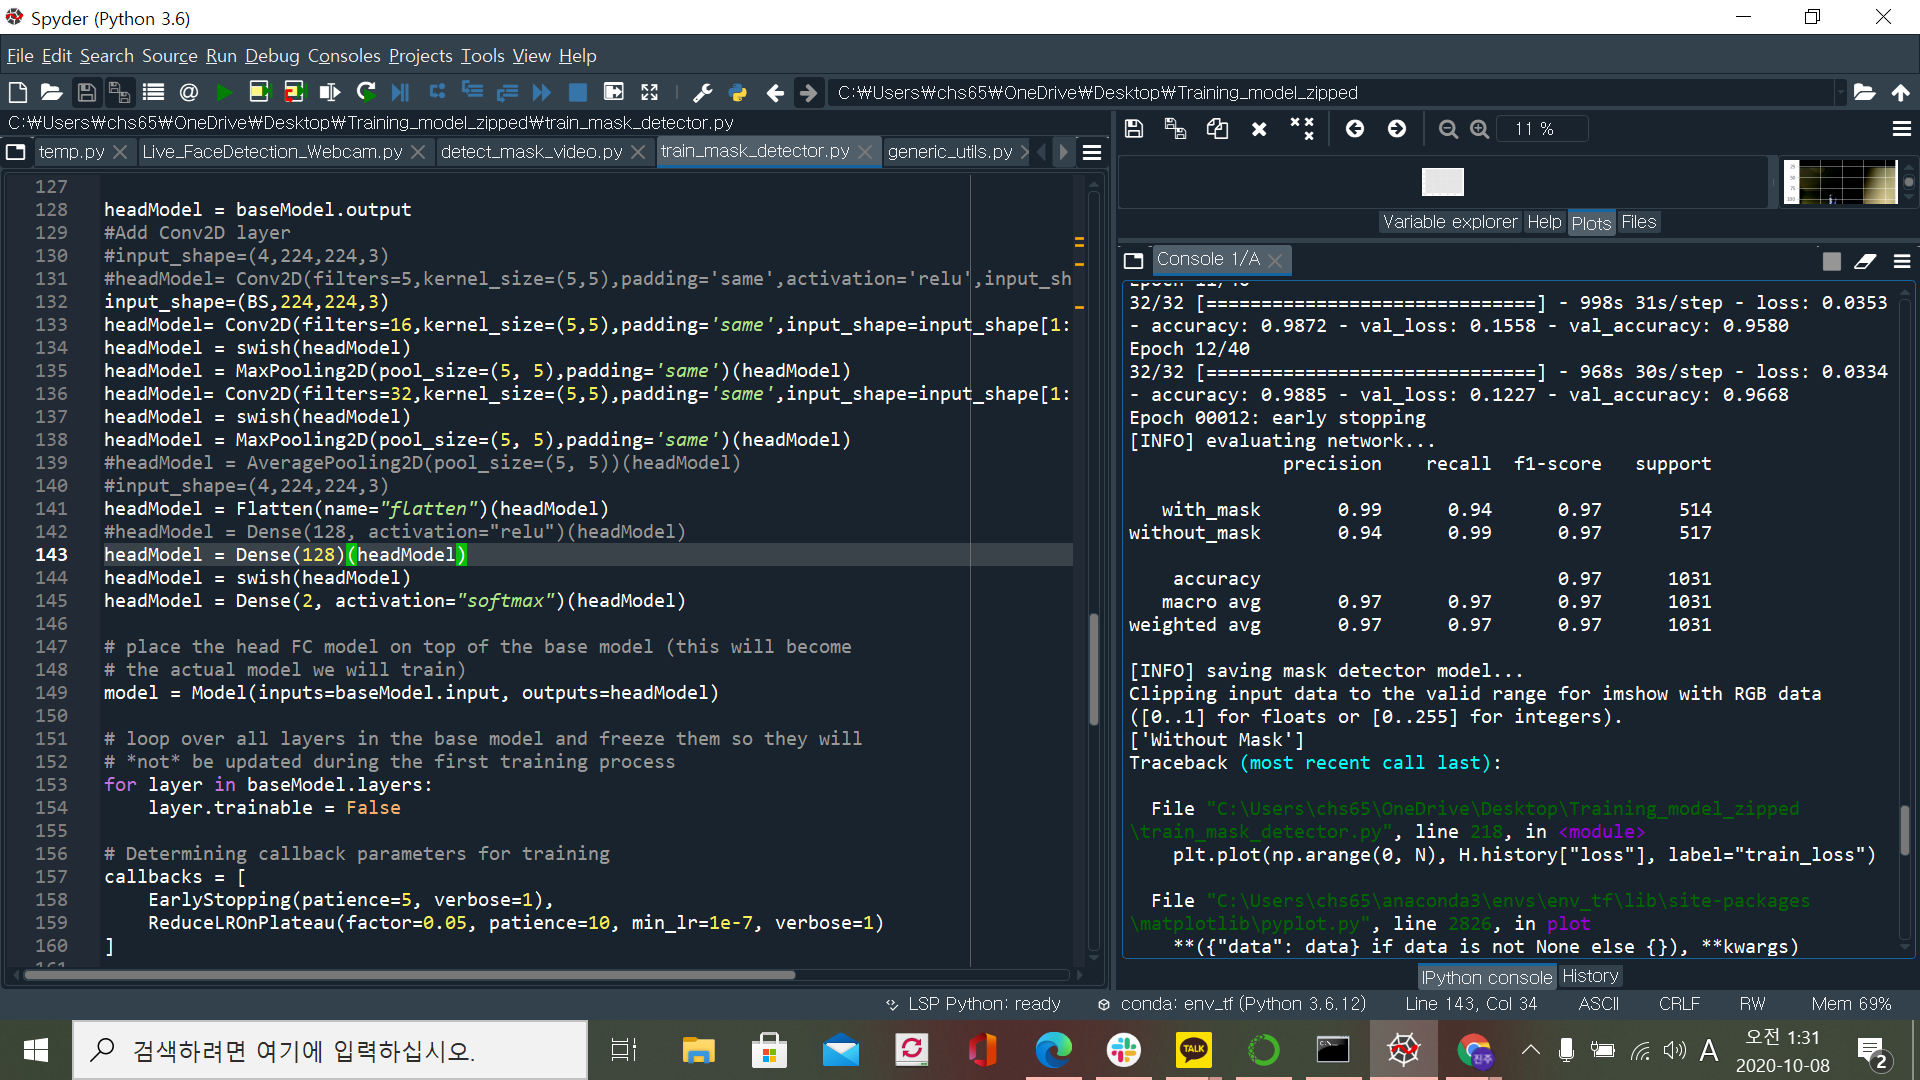 Spyder (Python 3.6)
File Edit Search Source Run Debug Consoles Projects Tools View Help
C:₩Users₩chs65₩OneDrive₩Desktop₩Training_model_zipped
C:₩Users₩chs65₩OneDrive₩Desktop₩Training_model_zipped₩train_mask_detector.py
temp.py Live_FaceDetection_Webcam.py detect_mask_video.py train_mask_detector.py generic_utils.py
127
128 headModel = baseModel.output
129 #Add Conv2D layer
130 #input_shape=(4,224,224,3)
131 #headModel= Conv2D(filters=5,kernel_size=(5,5),padding='same',activation='relu',input_sh
132 input_shape=(BS,224,224,3)
133 headModel= Conv2D(filters=16,kernel_size=(5,5),padding='same',input_shape=input_shape[1:
134 headModel = swish(headModel)
135 headModel = MaxPooling2D(pool_size=(5, 5),padding='same')(headModel)
136 headModel= Conv2D(filters=32,kernel_size=(5,5),padding='same',input_shape=input_shape[1:
137 headModel = swish(headModel)
138 headModel = MaxPooling2D(pool_size=(5, 5),padding='same')(headModel)
139 #headModel = AveragePooling2D(pool_size=(5, 5))(headModel)
140 #input_shape=(4,224,224,3)
141 headModel = Flatten(name="flatten")(headModel)
142 #headModel = Dense(128, activation="relu")(headModel)
143 headModel = Dense(128)(headModel)
144 headModel = swish(headModel)
145 headModel = Dense(2, activation="softmax")(headModel)
146
147 # place the head FC model on top of the base model (this will become
148 # the actual model we will train)
149 model = Model(inputs=baseModel.input, outputs=headModel)
150
151 # loop over all layers in the base model and freeze them so they will
152 # *not* be updated during the first training process
153 for layer in baseModel.layers:
154 layer.trainable = False
155
156 # Determining callback parameters for training
157 callbacks = [
158 EarlyStopping(patience=5, verbose=1),
159 ReduceLROnPlateau(factor=0.05, patience=10, min_lr=1e-7, verbose=1)
160 ]
161
11 %
Variable explorer Help Plots Files
Console 1/A
Epoch 11/40
32/32 [==============================] - 998s 31s/step - loss: 0.0353
- accuracy: 0.9872 - val_loss: 0.1558 - val_accuracy: 0.9580
Epoch 12/40
32/32 [==============================] - 968s 30s/step - loss: 0.0334
- accuracy: 0.9885 - val_loss: 0.1227 - val_accuracy: 0.9668
Epoch 00012: early stopping
[INFO] evaluating network...
precision recall f1-score support
with_mask 0.99 0.94 0.97 514
without_mask 0.94 0.99 0.97 517
accuracy 0.97 1031
macro avg 0.97 0.97 0.97 1031
weighted avg 0.97 0.97 0.97 1031
[INFO] saving mask detector model...
Clipping input data to the valid range for imshow with RGB data
([0..1] for floats or [0..255] for integers).
['Without Mask']
Traceback (most recent call last):
File "C:\Users\chs65\OneDrive\Desktop\Training_model_zipped
\train_mask_detector.py", line 218, in <module>
plt.plot(np.arange(0, N), H.history["loss"], label="train_loss")
File "C:\Users\chs65\anaconda3\envs\env_tf\lib\site-packages
\matplotlib\pyplot.py", line 2826, in plot
**({"data": data} if data is not None else {}), **kwargs)
IPython console History
LSP Python: ready conda: env_tf (Python 3.6.12) Line 143, Col 34 ASCII CRLF RW Mem 69%
검색하려면 여기에 입력하십시오.
TALK
진주
A
오전 1:31
2020-10-08
2